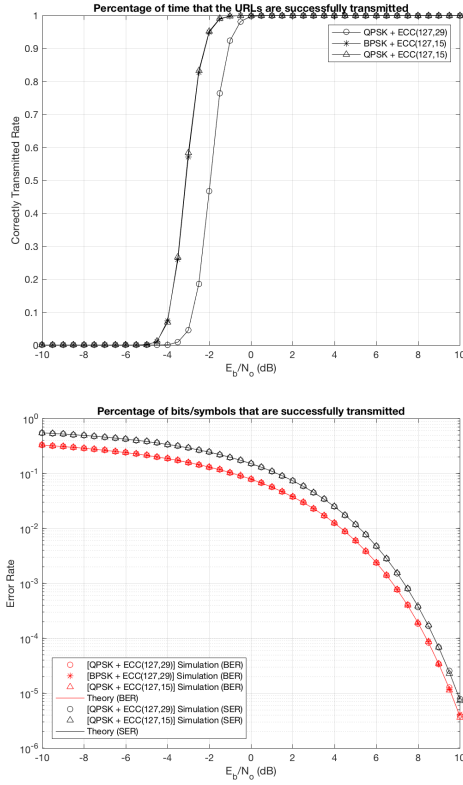 Percentage of time that the URLs are successfully transmitted
QPSK + ECC(127,29)
BPSK + ECC(127,15)
QPSK + ECC(127,15)
Correctly Transmitted Rate
1
0.9
0.8
0.7
0.6
0.5
0.4
0.3
0.2
0.1
0
-10 -8 -6 -4 -2 0 2 4 6 8 10
E_b/N_o (dB)
Percentage of bits/symbols that are successfully transmitted
Error Rate
10^0
10^-1
10^-2
10^-3
10^-4
10^-5
10^-6
[QPSK + ECC(127,29)] Simulation (BER)
[BPSK + ECC(127,29)] Simulation (BER)
[QPSK + ECC(127,15)] Simulation (BER)
Theory (BER)
[QPSK + ECC(127,29)] Simulation (SER)
[QPSK + ECC(127,15)] Simulation (SER)
Theory (SER)
-10 -8 -6 -4 -2 0 2 4 6 8 10
E_b/N_o (dB)